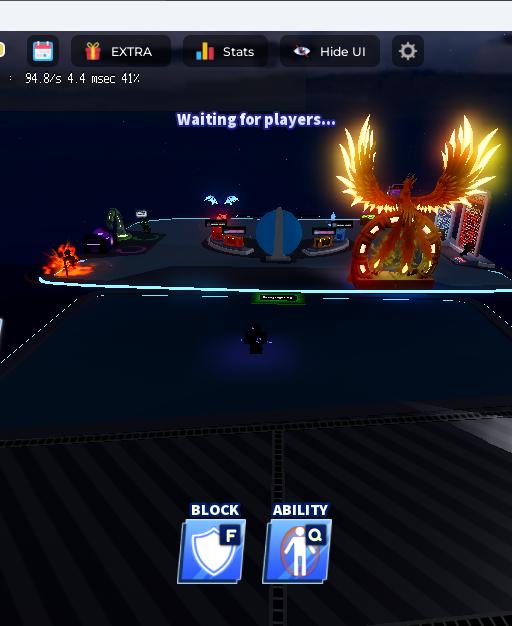 EXTRA
Stats
Hide UI
: 94.8/s 4.4 msec 41%
Waiting for players...
BLOCK
ABILITY
F
Q